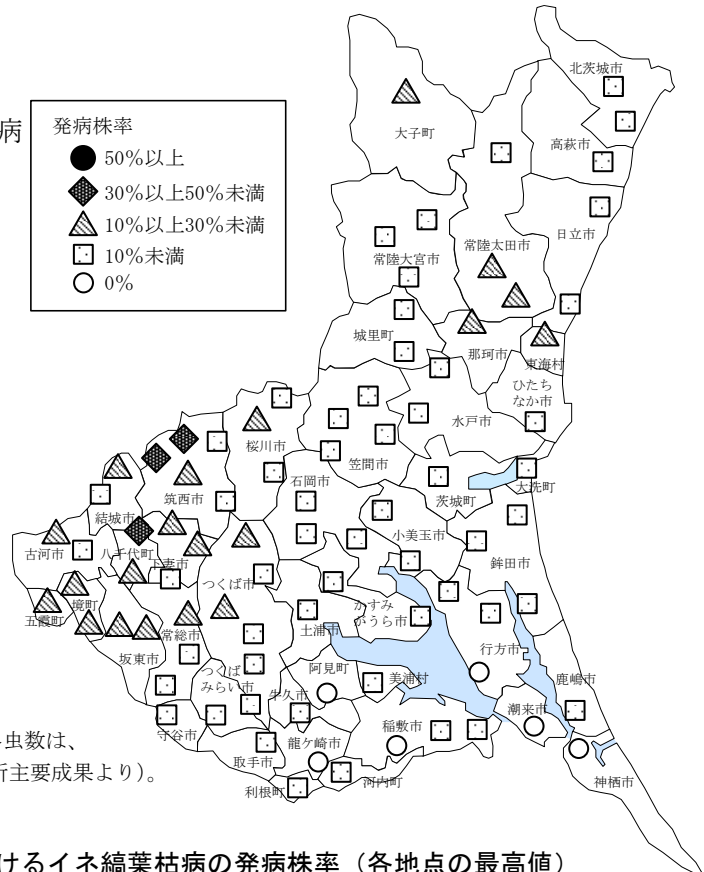 病
発病株率
50%以上
30%以上50%未満
10%以上30%未満
10%未満
0%
北茨城市
大子町
高萩市
日立市
常陸太田市
常陸大宮市
城里町
那珂市
東海村
ひたち
なか市
水戸市
桜川市
笠間市
石岡市
茨城町
大洗町
筑西市
結城市
小美玉市
古河市
八千代町
下妻市
鉾田市
つくば市
かすみ
がうら市
境町
五霞町
土浦市
常総市
行方市
坂東市
つくば
みらい市
阿見町
美浦村
鹿嶋市
牛久市
潮来市
稲敷市
守谷市
龍ケ崎市
取手市
河内町
利根町
神栖市
虫数は、
所主要成果より)。
けるイネ縞葉枯病の発病株率（各地点の最高値）